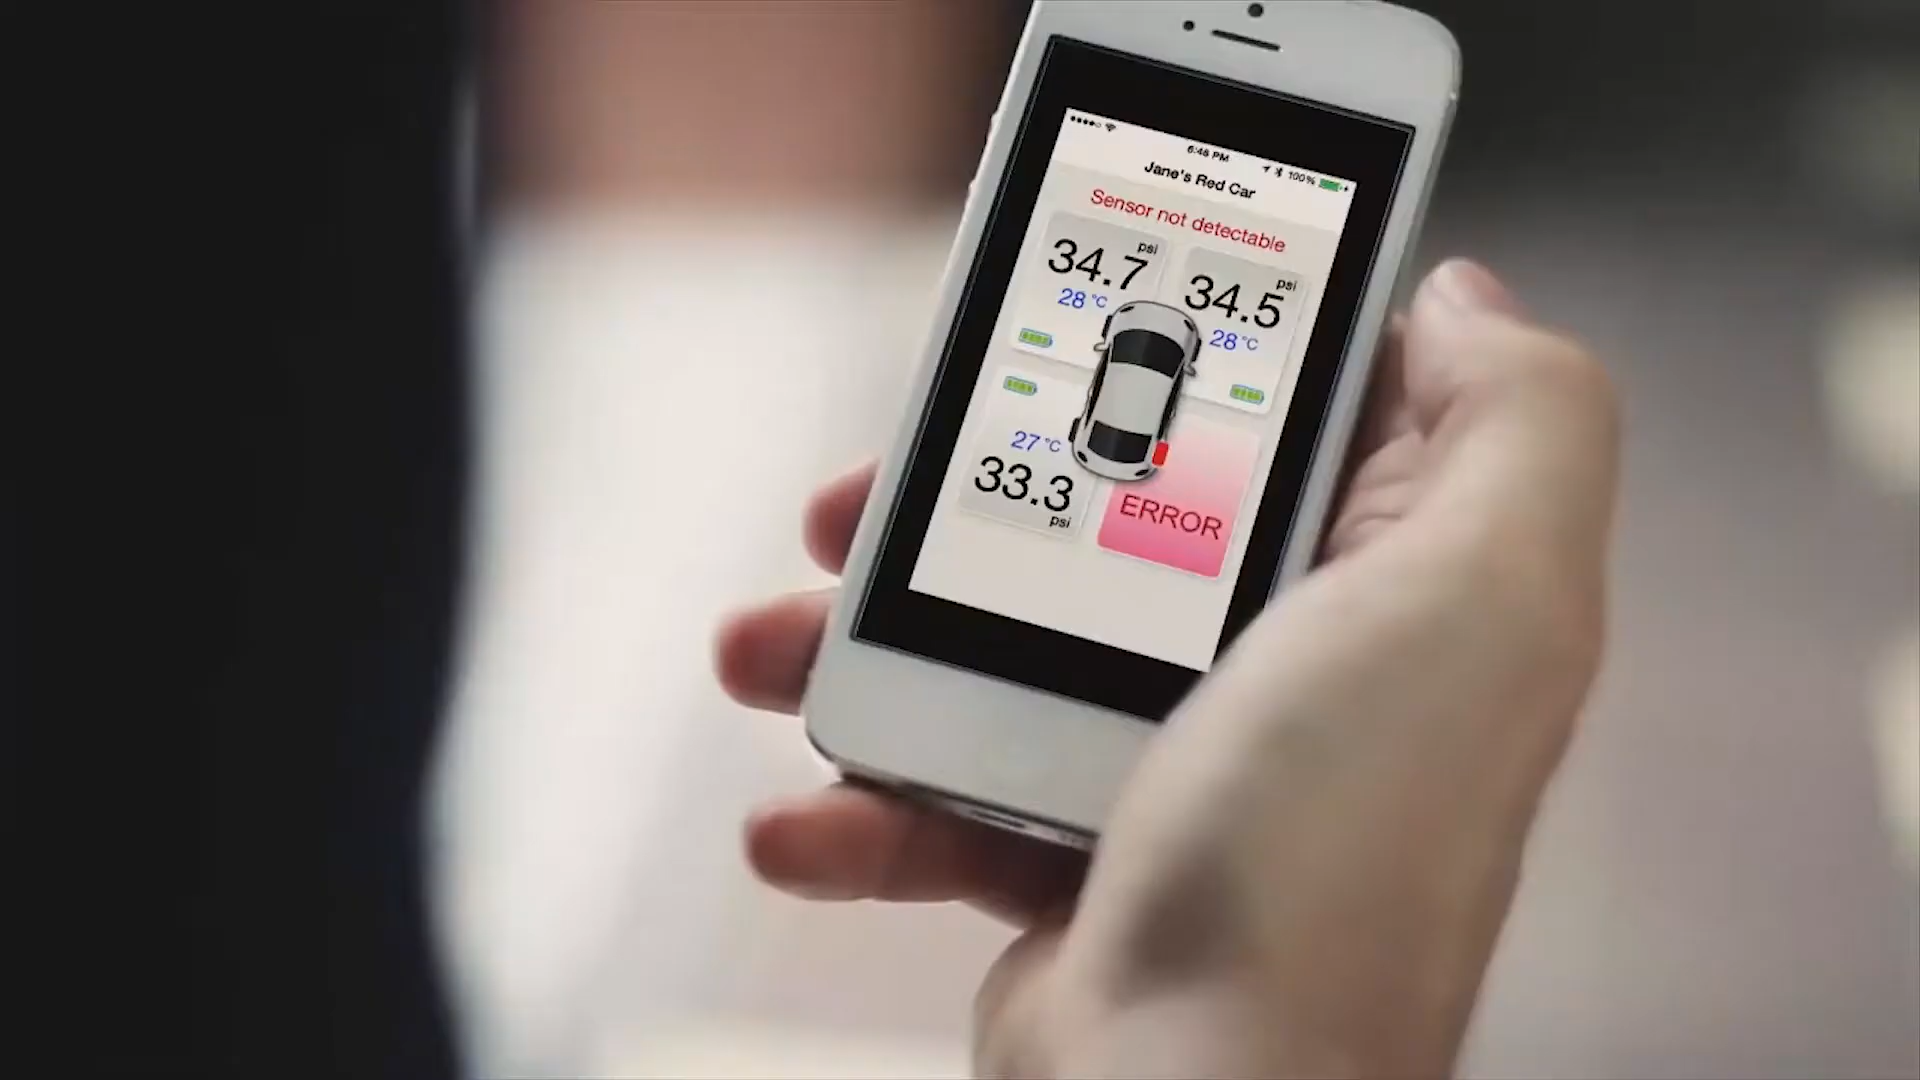 6:48 PM
100%
Jane's Red Car
Sensor not detectable
34.7 psi
28 °C
34.5 psi
28 °C
27 °C
33.3 psi
ERROR